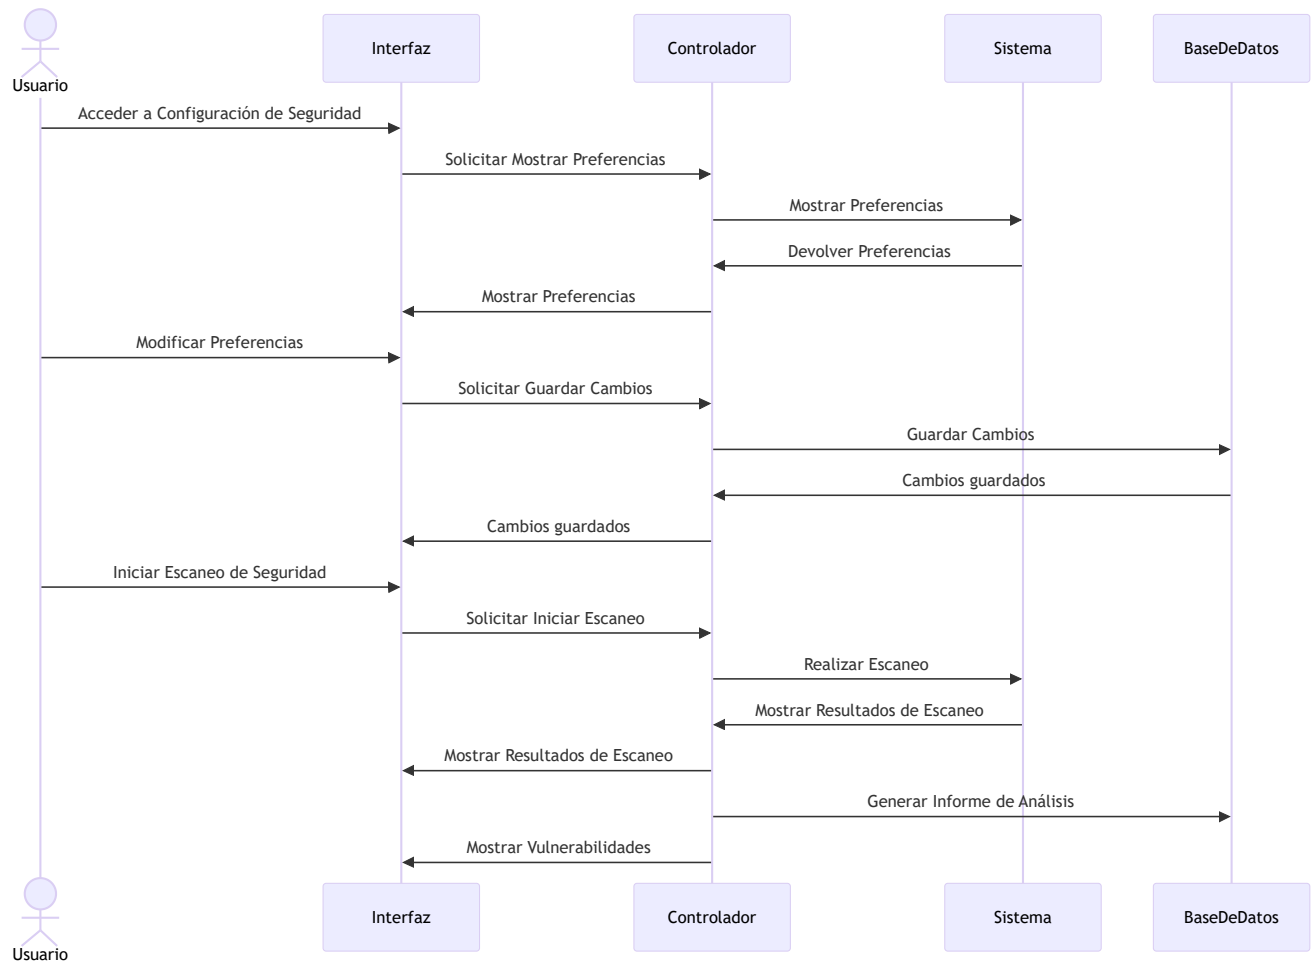 Usuario
Interfaz
Controlador
Sistema
BaseDeDatos
Acceder a Configuración de Seguridad
Solicitar Mostrar Preferencias
Mostrar Preferencias
Devolver Preferencias
Mostrar Preferencias
Modificar Preferencias
Solicitar Guardar Cambios
Guardar Cambios
Cambios guardados
Cambios guardados
Iniciar Escaneo de Seguridad
Solicitar Iniciar Escaneo
Realizar Escaneo
Mostrar Resultados de Escaneo
Mostrar Resultados de Escaneo
Generar Informe de Análisis
Mostrar Vulnerabilidades
Usuario
Interfaz
Controlador
Sistema
BaseDeDatos